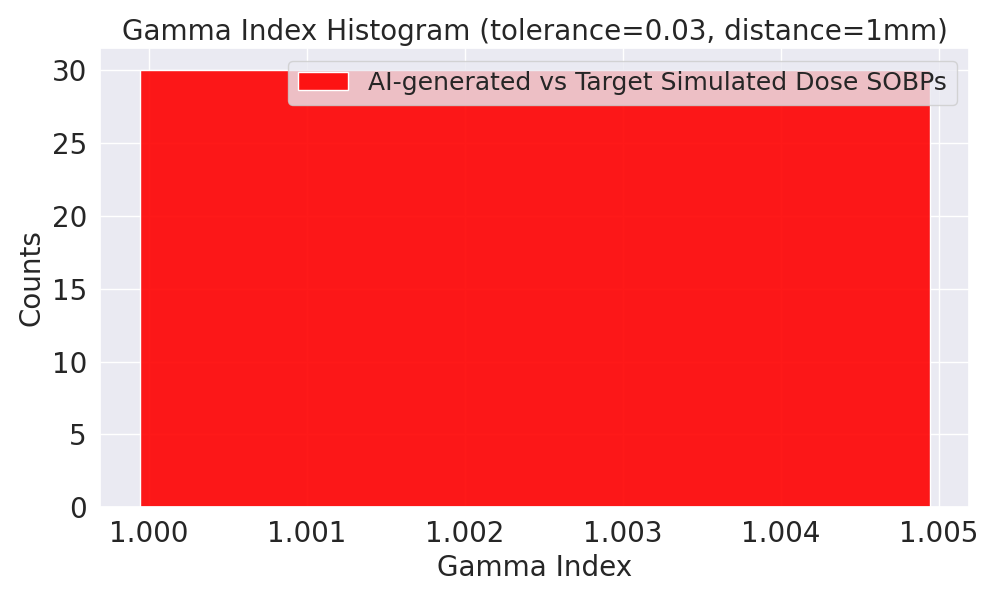 Gamma Index Histogram (tolerance=0.03, distance=1mm)
AI-generated vs Target Simulated Dose SOBPs
Counts
30
25
20
15
10
5
0
1.000 1.001 1.002 1.003 1.004 1.005
Gamma Index